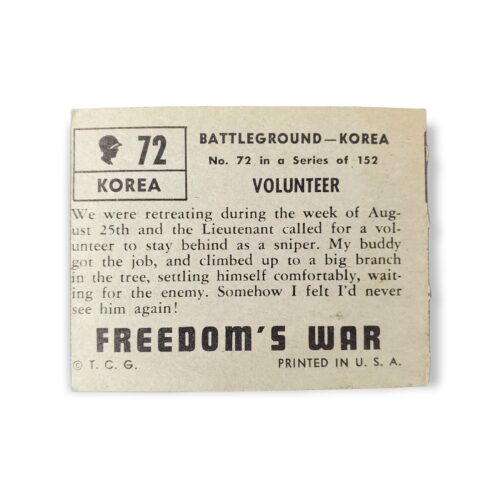 72
KOREA
BATTLEGROUND—KOREA
No. 72 in a Series of 152
VOLUNTEER
We were retreating during the week of Aug-
ust 25th and the Lieutenant called for a vol-
unteer to stay behind as a sniper. My buddy
got the job, and climbed up to a big branch
in the tree, settling himself comfortably, wait-
ing for the enemy. Somehow I felt I'd never
see him again!
FREEDOM'S WAR
© T. C. G.
PRINTED IN U. S. A.